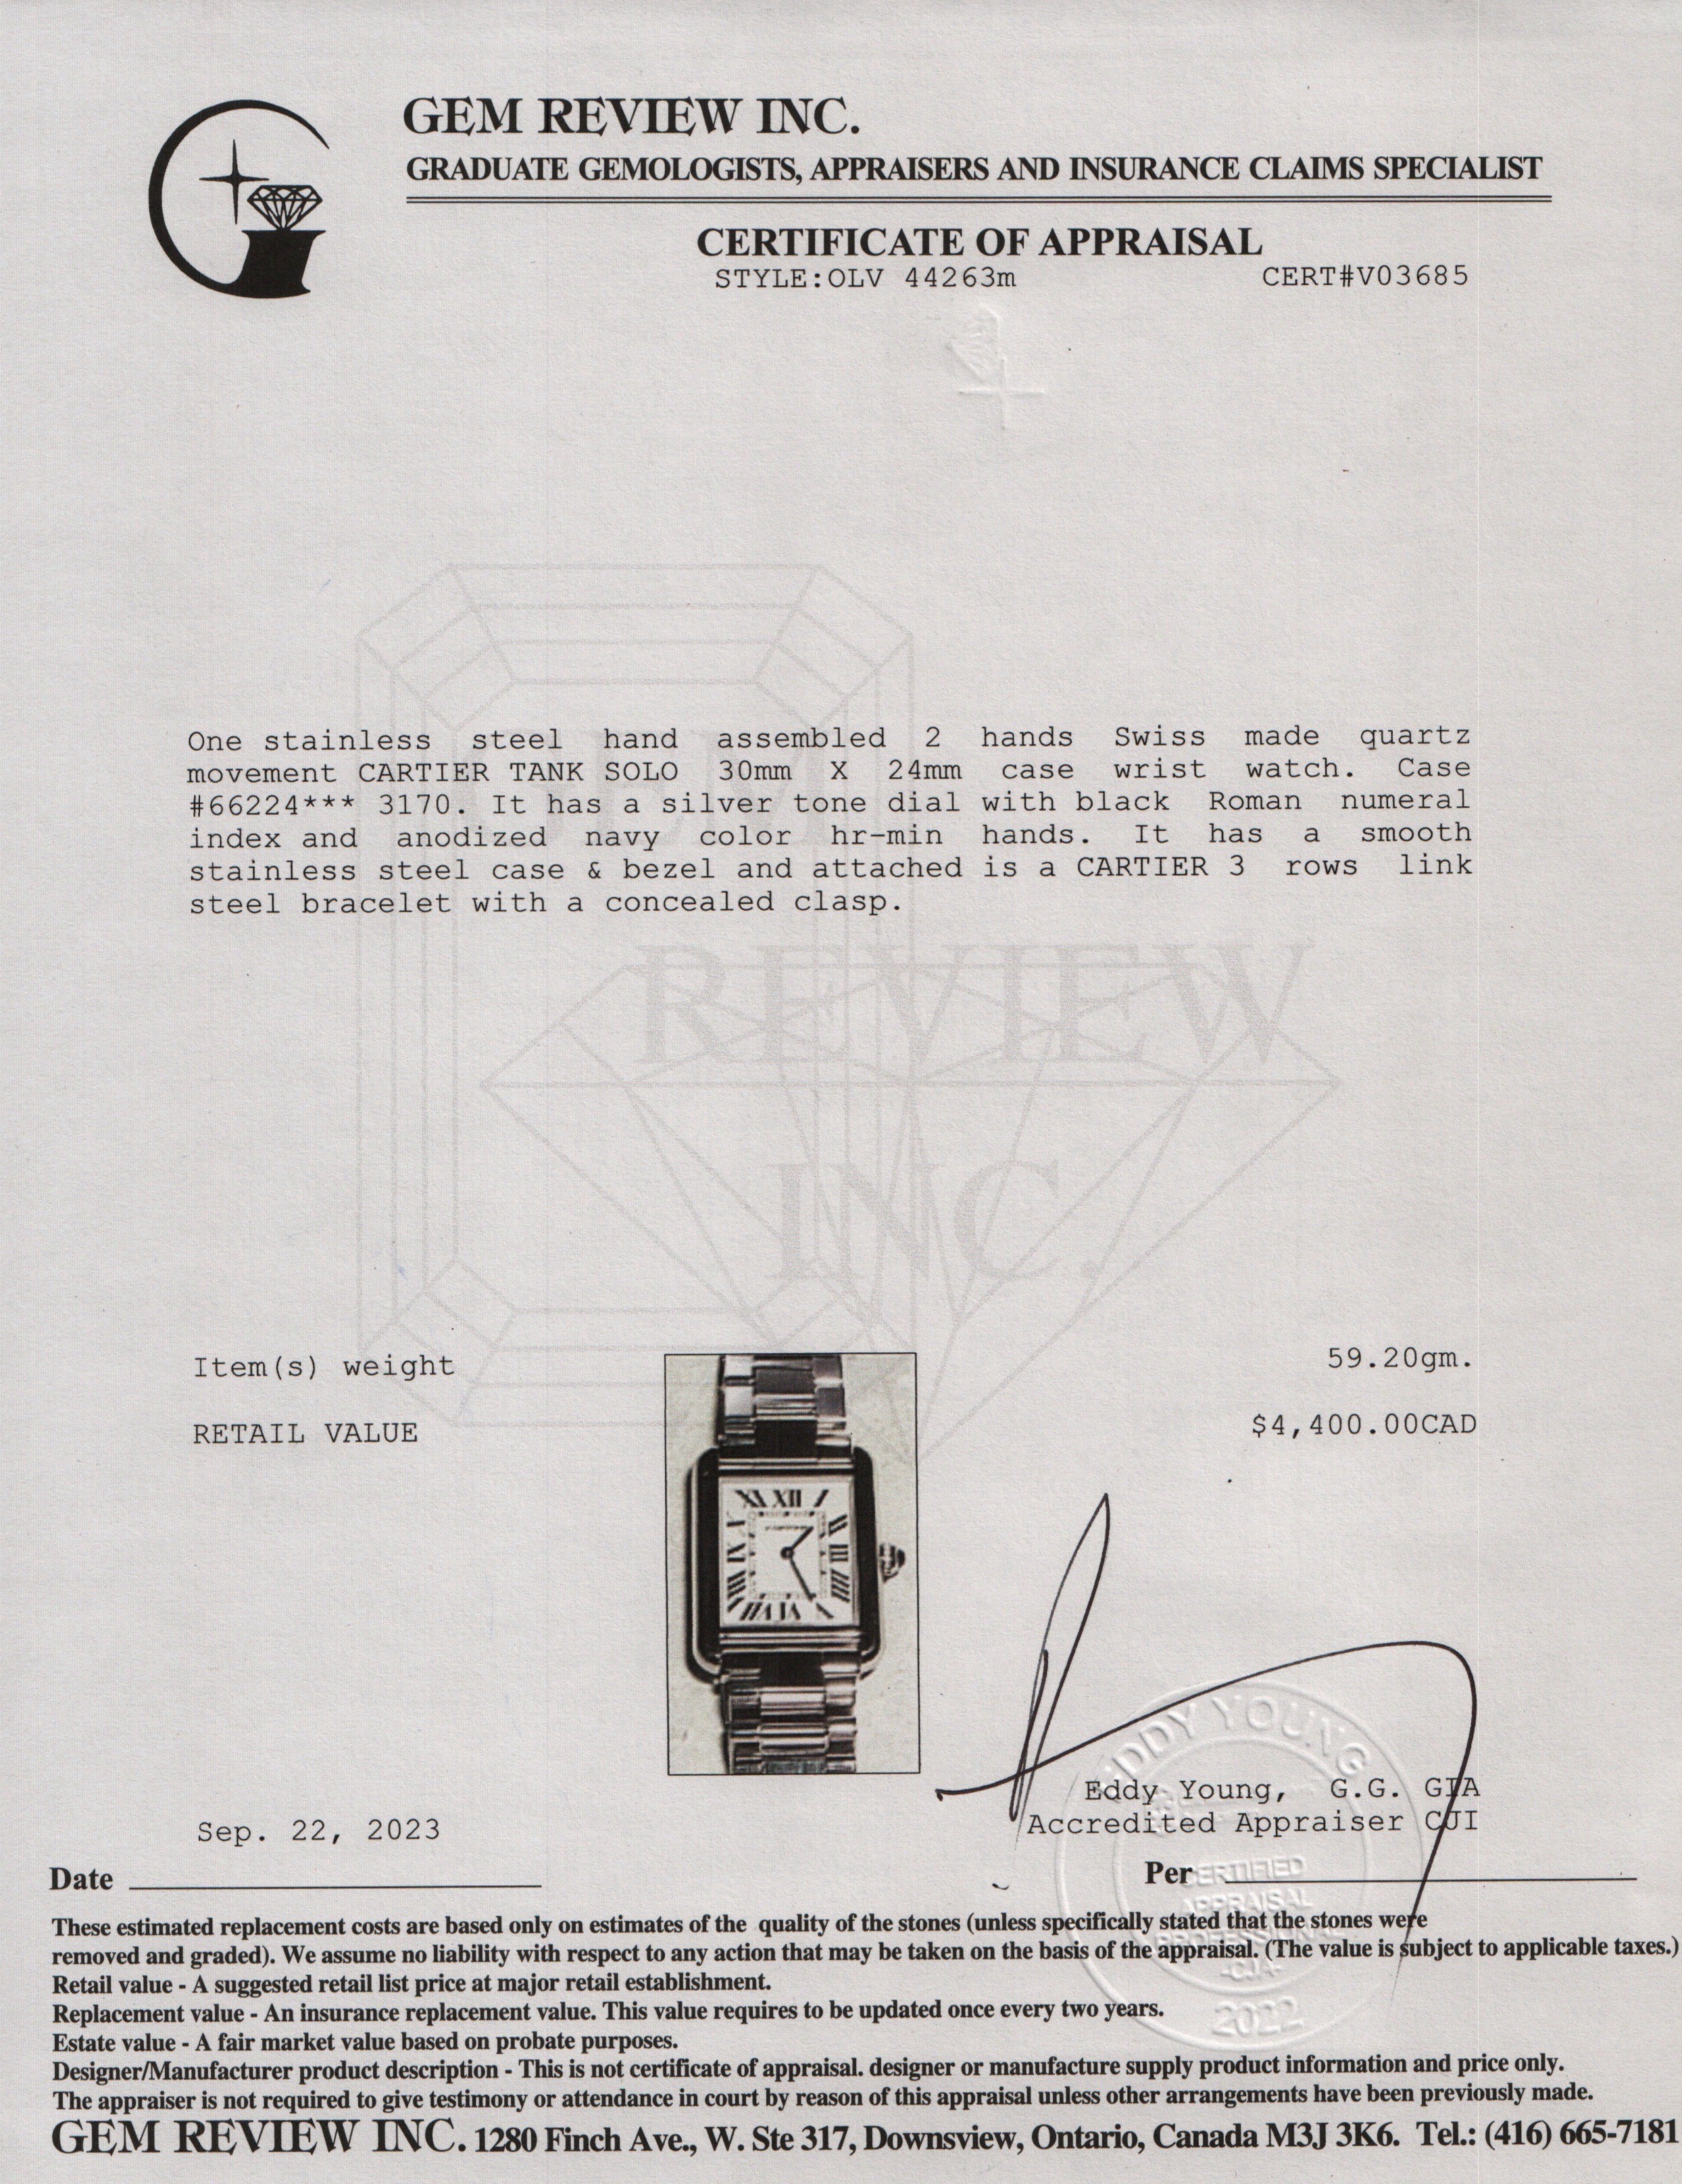 GEM REVIEW INC.
GRADUATE GEMOLOGISTS, APPRAISERS AND INSURANCE CLAIMS SPECIALIST
CERTIFICATE OF APPRAISAL
STYLE:OLV 44263m CERT#V03685
One stainless steel hand assembled 2 hands Swiss made quartz
movement CARTIER TANK SOLO 30mm X 24mm case wrist watch. Case
#66224*** 3170. It has a silver tone dial with black Roman numeral
index and anodized navy color hr-min hands. It has a smooth
stainless steel case & bezel and attached is a CARTIER 3 rows link
steel bracelet with a concealed clasp.
GEM
REVIEW
INC.
Item(s) weight 59.20gm.
RETAIL VALUE $4,400.00CAD
XII
EDDY YOUNG
Eddy Young, G.G. GIA
Accredited Appraiser CJI
Sep. 22, 2023
Date
Per
CERTIFIED
APPRAISAL
PROFESSIONAL
-CJA-
2022
These estimated replacement costs are based only on estimates of the quality of the stones (unless specifically stated that the stones were
removed and graded). We assume no liability with respect to any action that may be taken on the basis of the appraisal. (The value is subject to applicable taxes.)
Retail value - A suggested retail list price at major retail establishment.
Replacement value - An insurance replacement value. This value requires to be updated once every two years.
Estate value - A fair market value based on probate purposes.
Designer/Manufacturer product description - This is not certificate of appraisal. designer or manufacture supply product information and price only.
The appraiser is not required to give testimony or attendance in court by reason of this appraisal unless other arrangements have been previously made.
GEM REVIEW INC. 1280 Finch Ave., W. Ste 317, Downsview, Ontario, Canada M3J 3K6. Tel.: (416) 665-7181